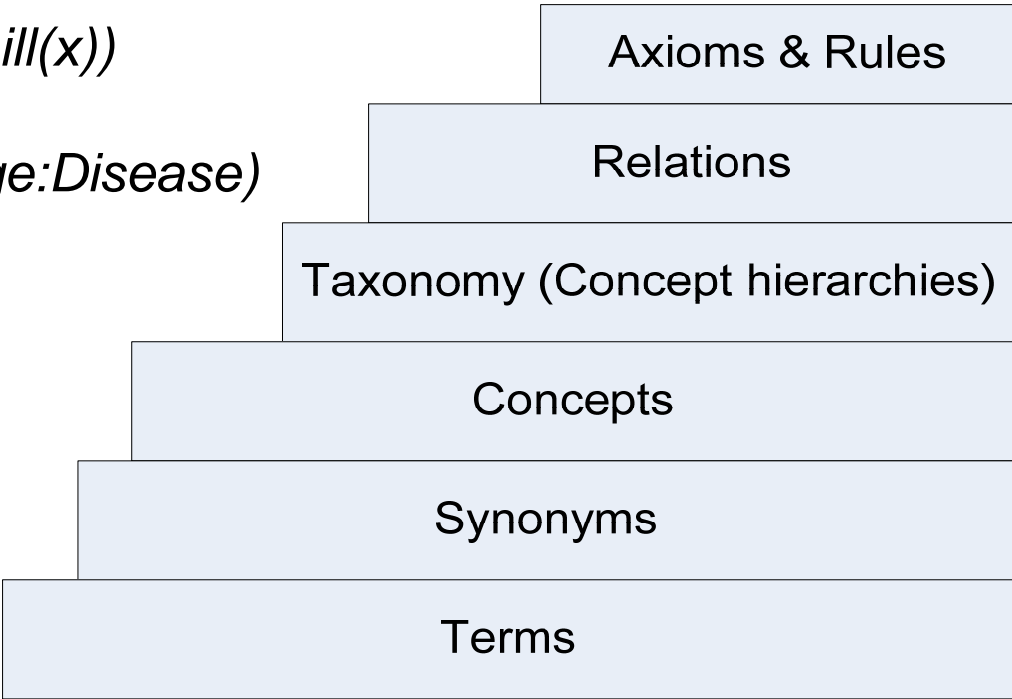 ill(x))
Axioms & Rules
ge:Disease)
Relations
Taxonomy (Concept hierarchies)
Concepts
Synonyms
Terms